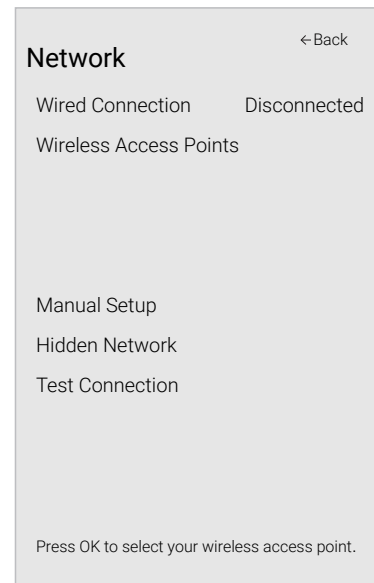 ←Back
Network
Wired Connection Disconnected
Wireless Access Points
Manual Setup
Hidden Network
Test Connection
Press OK to select your wireless access point.